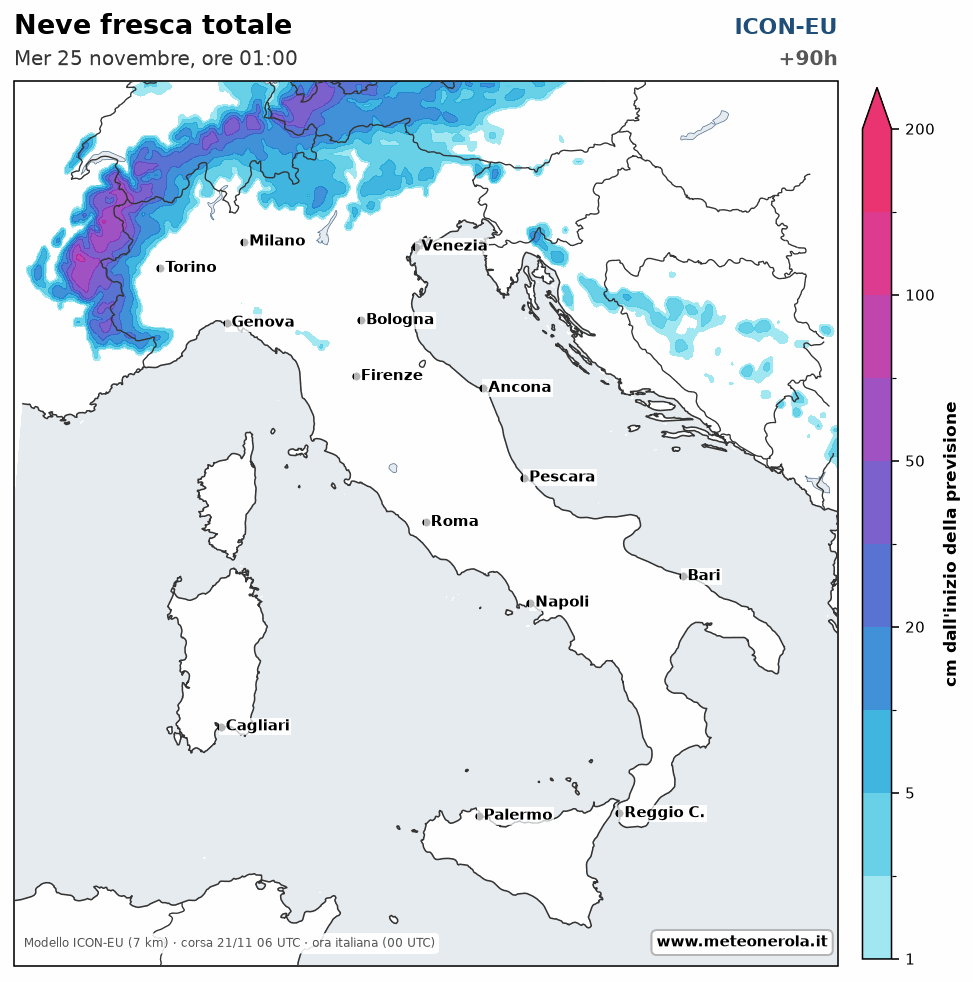 Neve fresca totale
ICON-EU
Mer 25 novembre, ore 01:00
+90h
200
100
50
20
5
1
cm dall'inizio della previsione
Milano
Venezia
Torino
Genova
Bologna
Firenze
Ancona
Pescara
Roma
Bari
Napoli
Cagliari
Palermo
Reggio C.
Modello ICON-EU (7 km) · corsa 21/11 06 UTC · ora italiana (00 UTC)
www.meteonerola.it